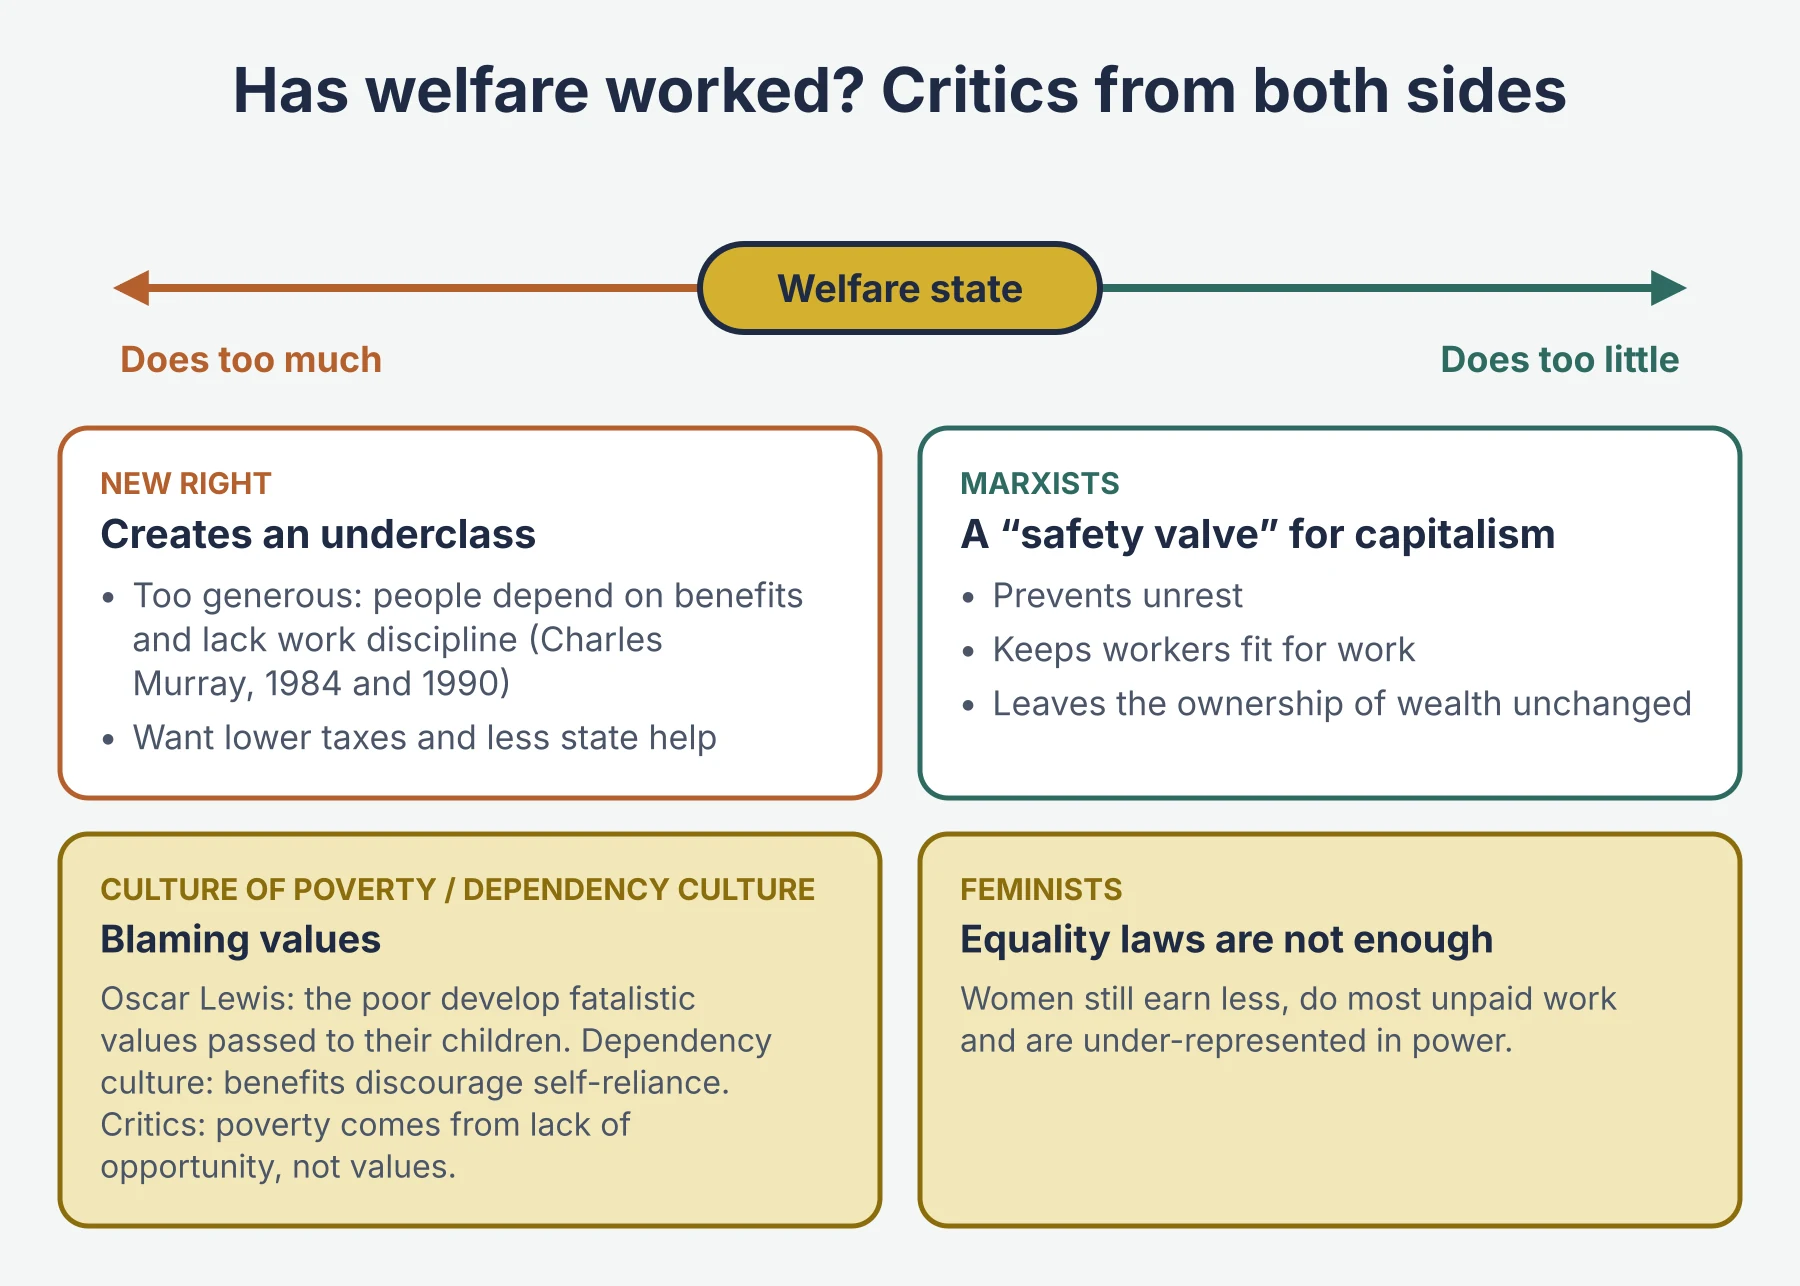 Has welfare worked? Critics from both sides
Welfare state
Does too much
Does too little
NEW RIGHT
Creates an underclass
• Too generous: people depend on benefits
and lack work discipline (Charles
Murray, 1984 and 1990)
• Want lower taxes and less state help
MARXISTS
A “safety valve” for capitalism
• Prevents unrest
• Keeps workers fit for work
• Leaves the ownership of wealth unchanged
CULTURE OF POVERTY / DEPENDENCY CULTURE
Blaming values
Oscar Lewis: the poor develop fatalistic
values passed to their children. Dependency
culture: benefits discourage self-reliance.
Critics: poverty comes from lack of
opportunity, not values.
FEMINISTS
Equality laws are not enough
Women still earn less, do most unpaid work
and are under-represented in power.